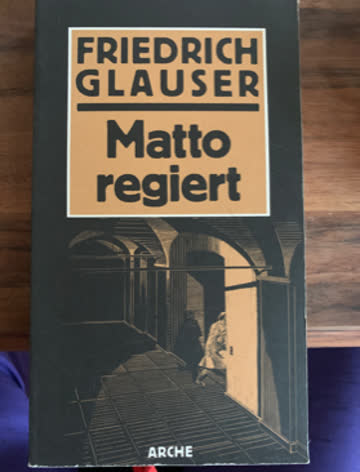 FRIEDRICH
GLAUSER
Matto
regiert
ARCHE